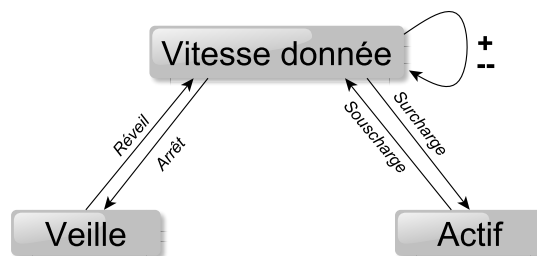 Vitesse donnée
+
--
Réveil
Arrêt
Souscharge
Surcharge
Veille
Actif